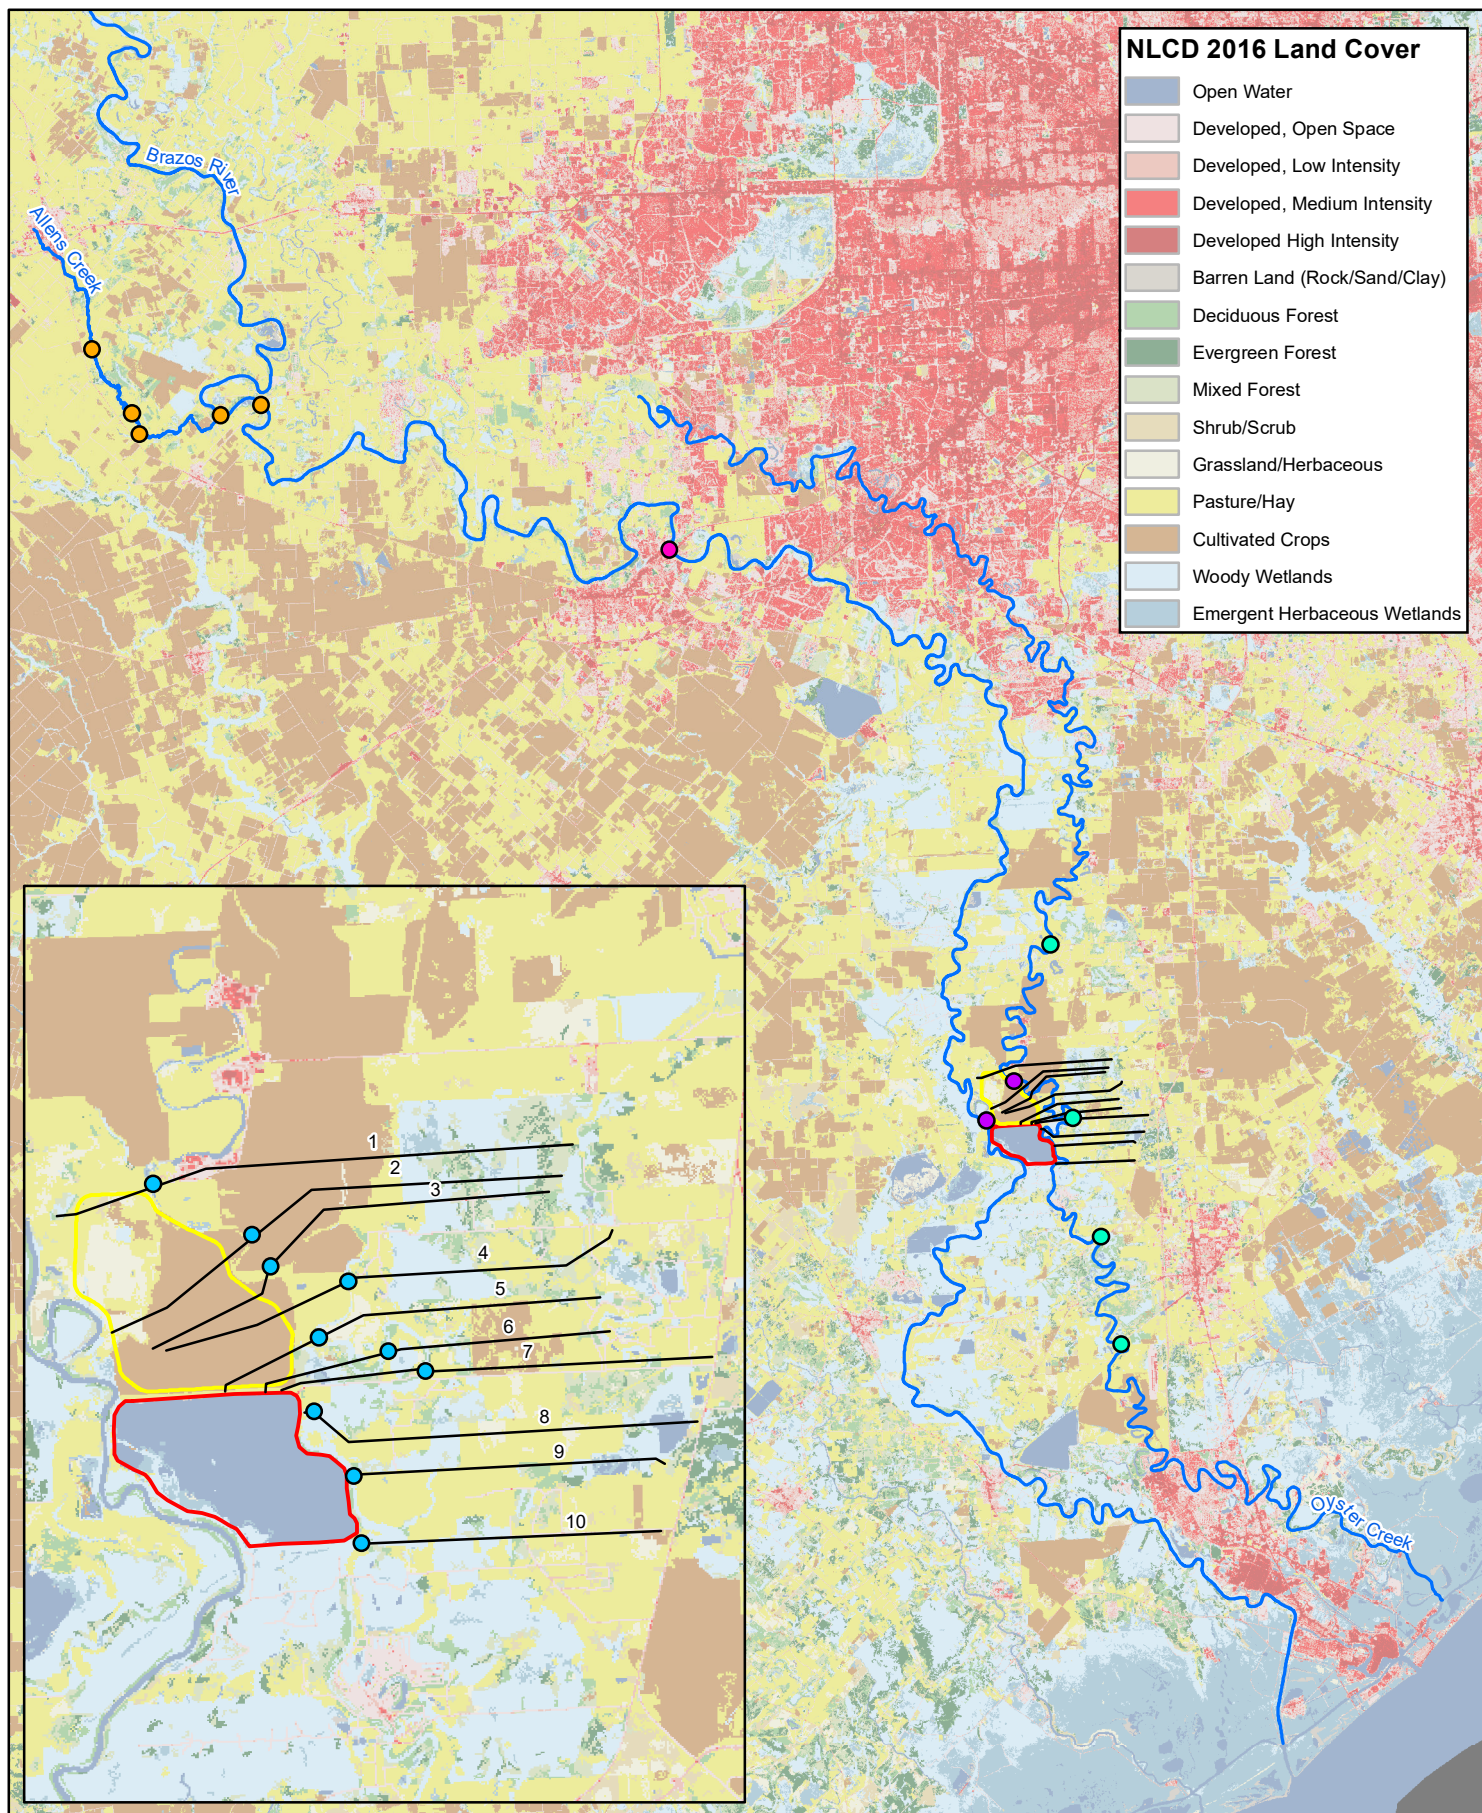 NLCD 2016 Land Cover
Open Water
Developed, Open Space
Developed, Low Intensity
Developed, Medium Intensity
Developed High Intensity
Barren Land (Rock/Sand/Clay)
Deciduous Forest
Evergreen Forest
Mixed Forest
Shrub/Scrub
Grassland/Herbaceous
Pasture/Hay
Cultivated Crops
Woody Wetlands
Emergent Herbaceous Wetlands
Brazos River
Allens Creek
1
2
3
4
5
6
7
8
9
10
Oyster Creek